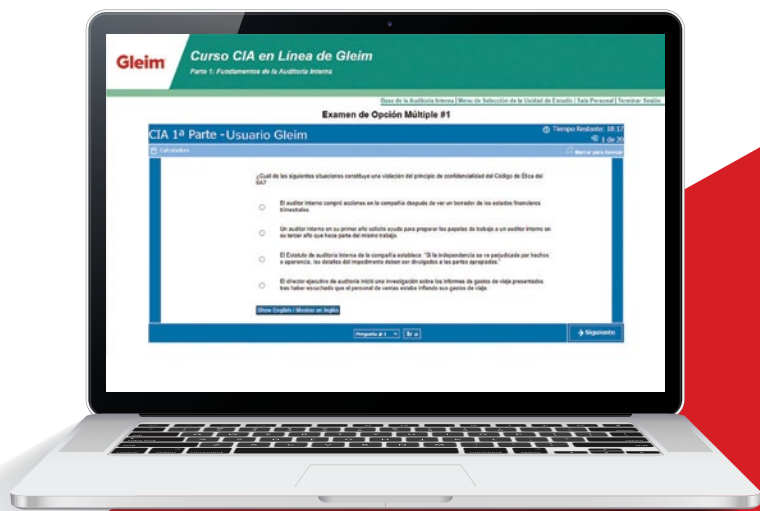 Gleim
Curso CIA en Línea de Gleim
Parte 1: Fundamentos de la Auditoría Interna
Base de la Auditoría Interna | Menu de Selección de la Unidad de Estudio | Sala Personal | Terminar Sesión
Examen de Opción Múltiple #1
CIA 1ª Parte - Usuario Gleim
Tiempo Restante: 18:17
1 de 20
Calculadora
Marcar para Revisar
¿Cuál de las siguientes situaciones constituye una violación del principio de confidencialidad del Código de Ética del
IIA?
El auditor interno compró acciones en la compañía después de ver un borrador de los estados financieros
trimestrales.
Un auditor interno en su primer año solicitó ayuda para preparar los papeles de trabajo a un auditor interno en
su tercer año que hace parte del mismo trabajo.
El Estatuto de auditoría interna de la compañía establece: "Si la independencia se ve perjudicada por hechos
o apariencia, los detalles del impedimento deben ser divulgados a las partes apropiadas."
El director ejecutivo de auditoría inició una investigación sobre los informes de gastos de viaje presentados
tras haber escuchado que el personal de ventas estaba inflando sus gastos de viaje.
Show English / Mostrar en Inglés
Pregunta # 1
Ir a
Siguiente